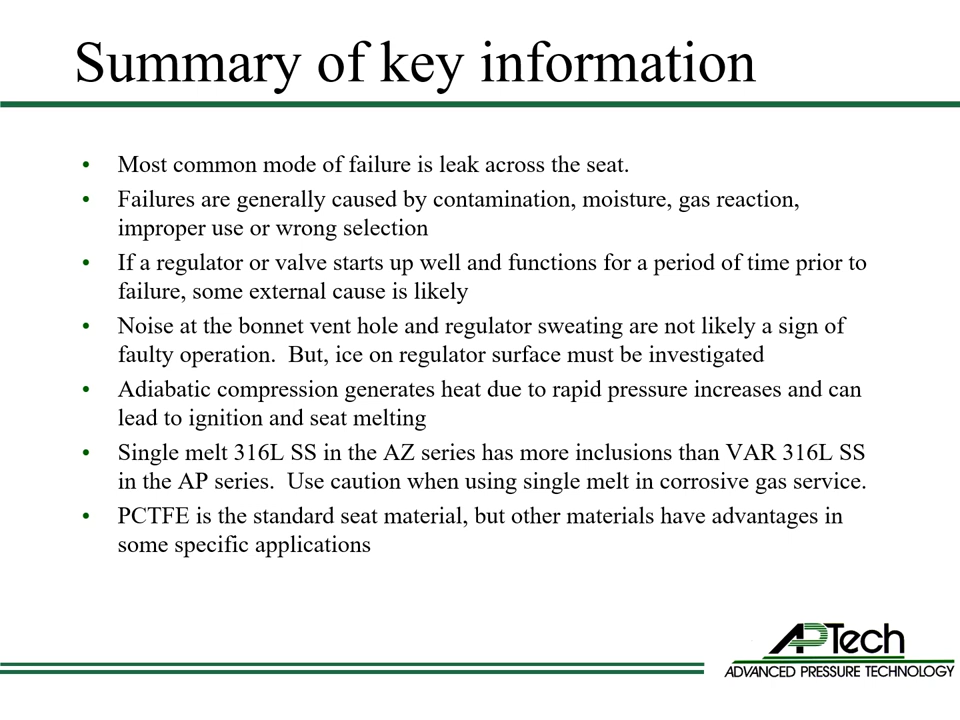 Summary of key information
• Most common mode of failure is leak across the seat.
• Failures are generally caused by contamination, moisture, gas reaction,
improper use or wrong selection
• If a regulator or valve starts up well and functions for a period of time prior to
failure, some external cause is likely
• Noise at the bonnet vent hole and regulator sweating are not likely a sign of
faulty operation.  But, ice on regulator surface must be investigated
• Adiabatic compression generates heat due to rapid pressure increases and can
lead to ignition and seat melting
• Single melt 316L SS in the AZ series has more inclusions than VAR 316L SS
in the AP series.  Use caution when using single melt in corrosive gas service.
• PCTFE is the standard seat material, but other materials have advantages in
some specific applications
APTech
ADVANCED PRESSURE TECHNOLOGY